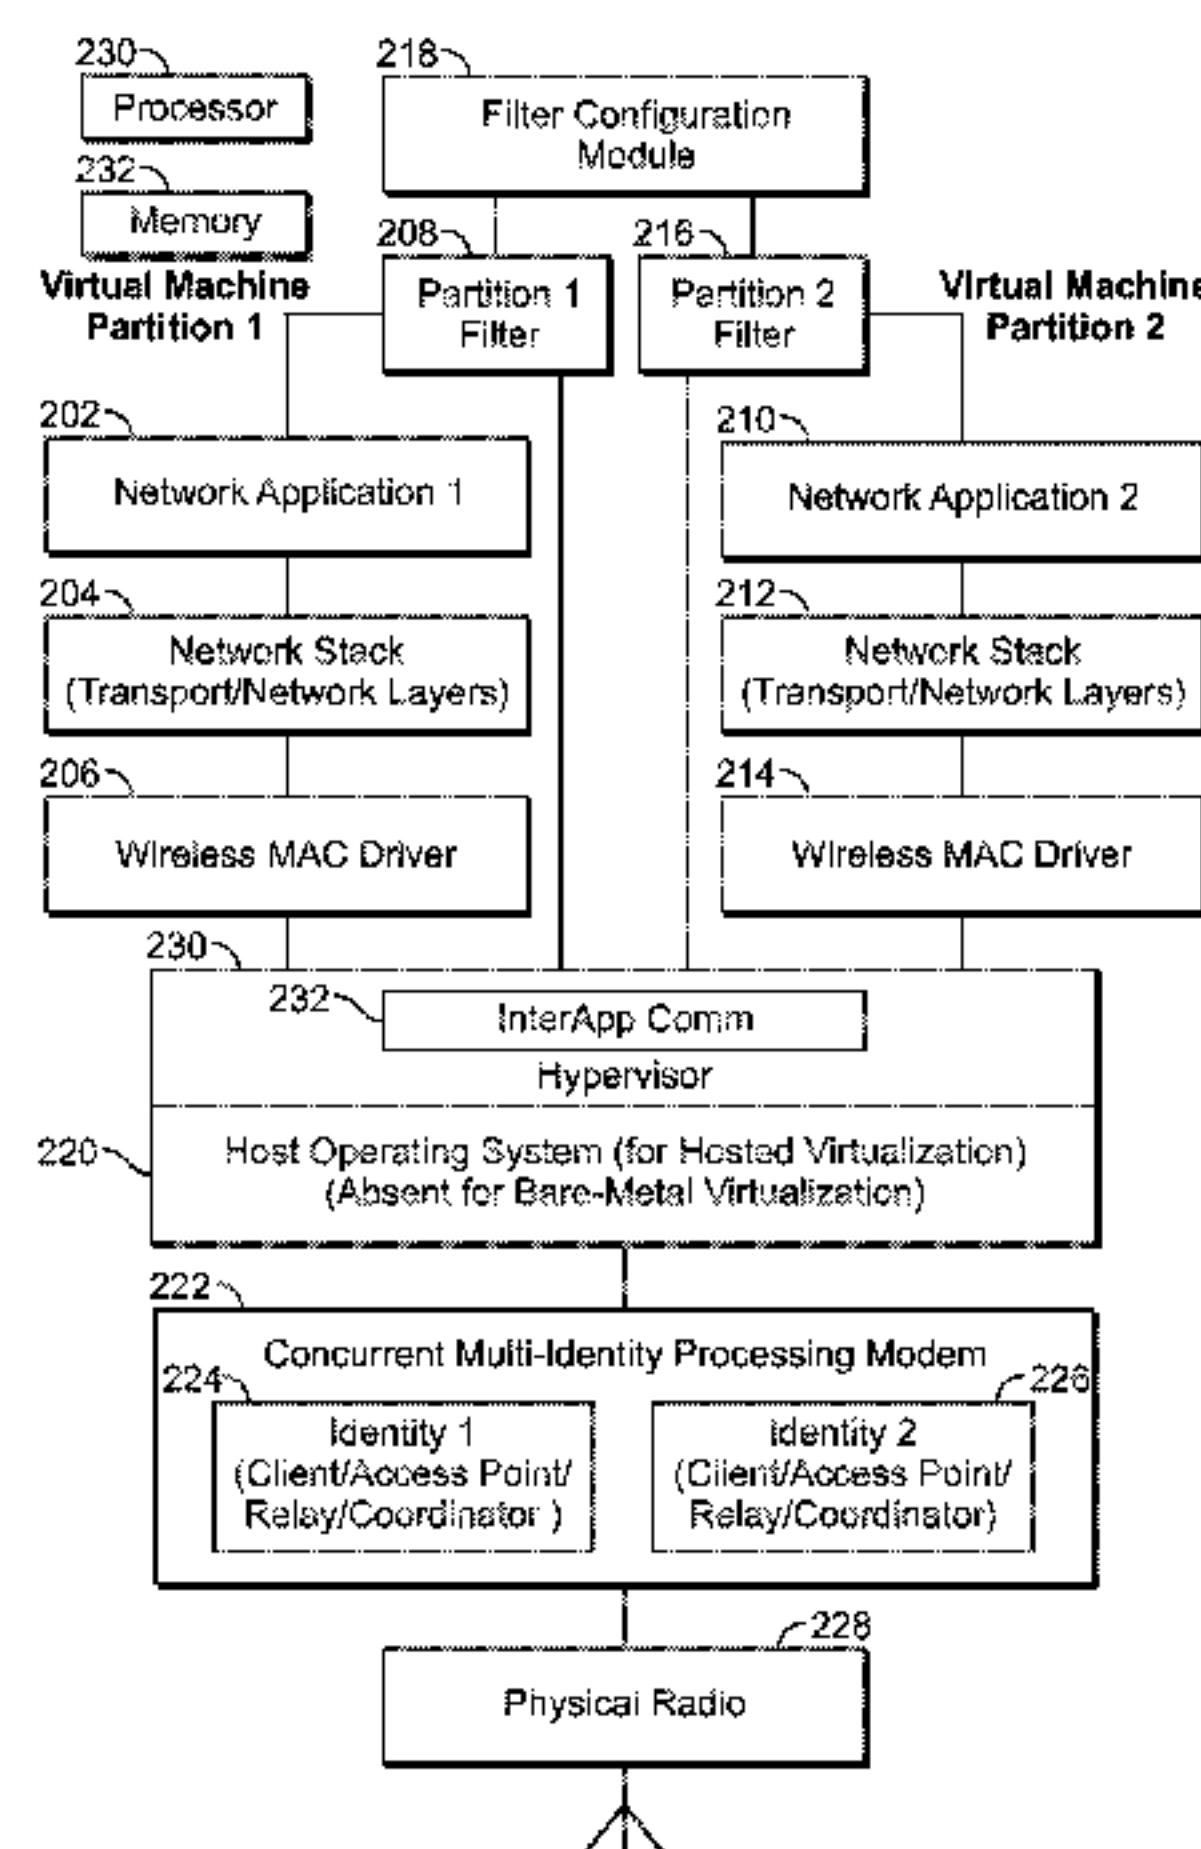 230
Processor
232
Memory
218
Filter Configuration
Module
208
Partition 1
Filter
216
Partition 2
Filter
Virtual Machine
Partition 1
Virtual Machine
Partition 2
202
Network Application 1
210
Network Application 2
204
Network Stack
(Transport/Network Layers)
212
Network Stack
(Transport/Network Layers)
206
Wireless MAC Driver
214
Wireless MAC Driver
230
232
InterApp Comm
Hypervisor
220
Host Operating System (for Hosted Virtualization)
(Absent for Bare-Metal Virtualization)
222
Concurrent Multi-Identity Processing Modem
224
Identity 1
(Client/Access Point/
Relay/Coordinator )
226
Identity 2
(Client/Access Point/
Relay/Coordinator)
228
Physical Radio